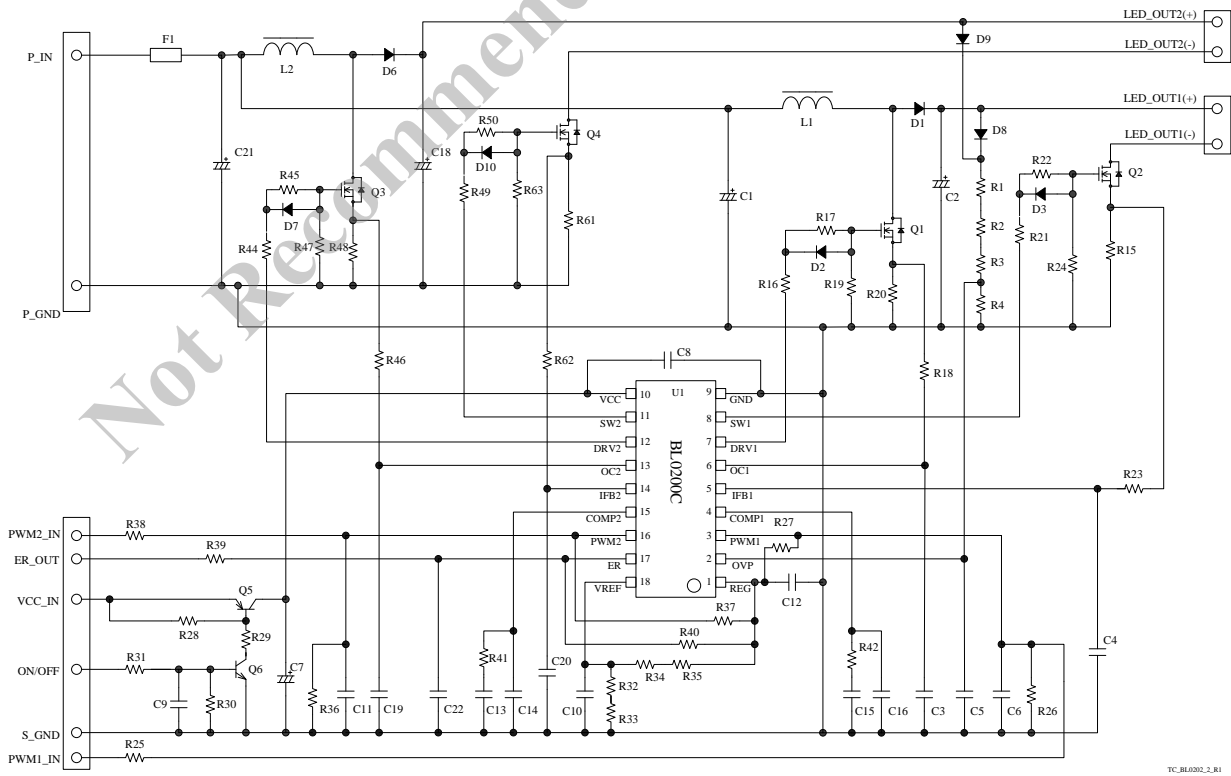 LED_OUT2(+)
F1
D9
P_IN
LED_OUT2(-)
L2
D6
LED_OUT1(+)
L1
D1
R50
Q4
D8
LED_OUT1(-)
C21
C18
D10
R22
Q2
R45
Q3
R49
R63
C1
C2
R1
D3
D7
R61
R17
Q1
R2
R21
R15
R44
R47
R48
D2
R3
R24
R16
R19
R20
R4
P_GND
Not Recommen
R46
R62
C8
R18
VCC 10 U1 9 GND
SW2 11 8 SW1
DRV2 12 7 DRV1
OC2 13 6 OC1
IFB2 14 5 IFB1
COMP2 15 4 COMP1
PWM2 16 3 PWM1
ER 17 2 OVP
VREF 18 1 REG
BL0200C
R23
R27
PWM2_IN
R38
ER_OUT
R39
C12
VCC_IN
Q5
R28
R29
R37
R40
C4
ON/OFF
R31
Q6
C7
R41
C20
R34
R35
R42
R32
C9
R30
R36
C11
C19
C22
C13
C14
C10
R33
C15
C16
C3
C5
C6
R26
S_GND
PWM1_IN
R25
TC_BL0202_2_R1